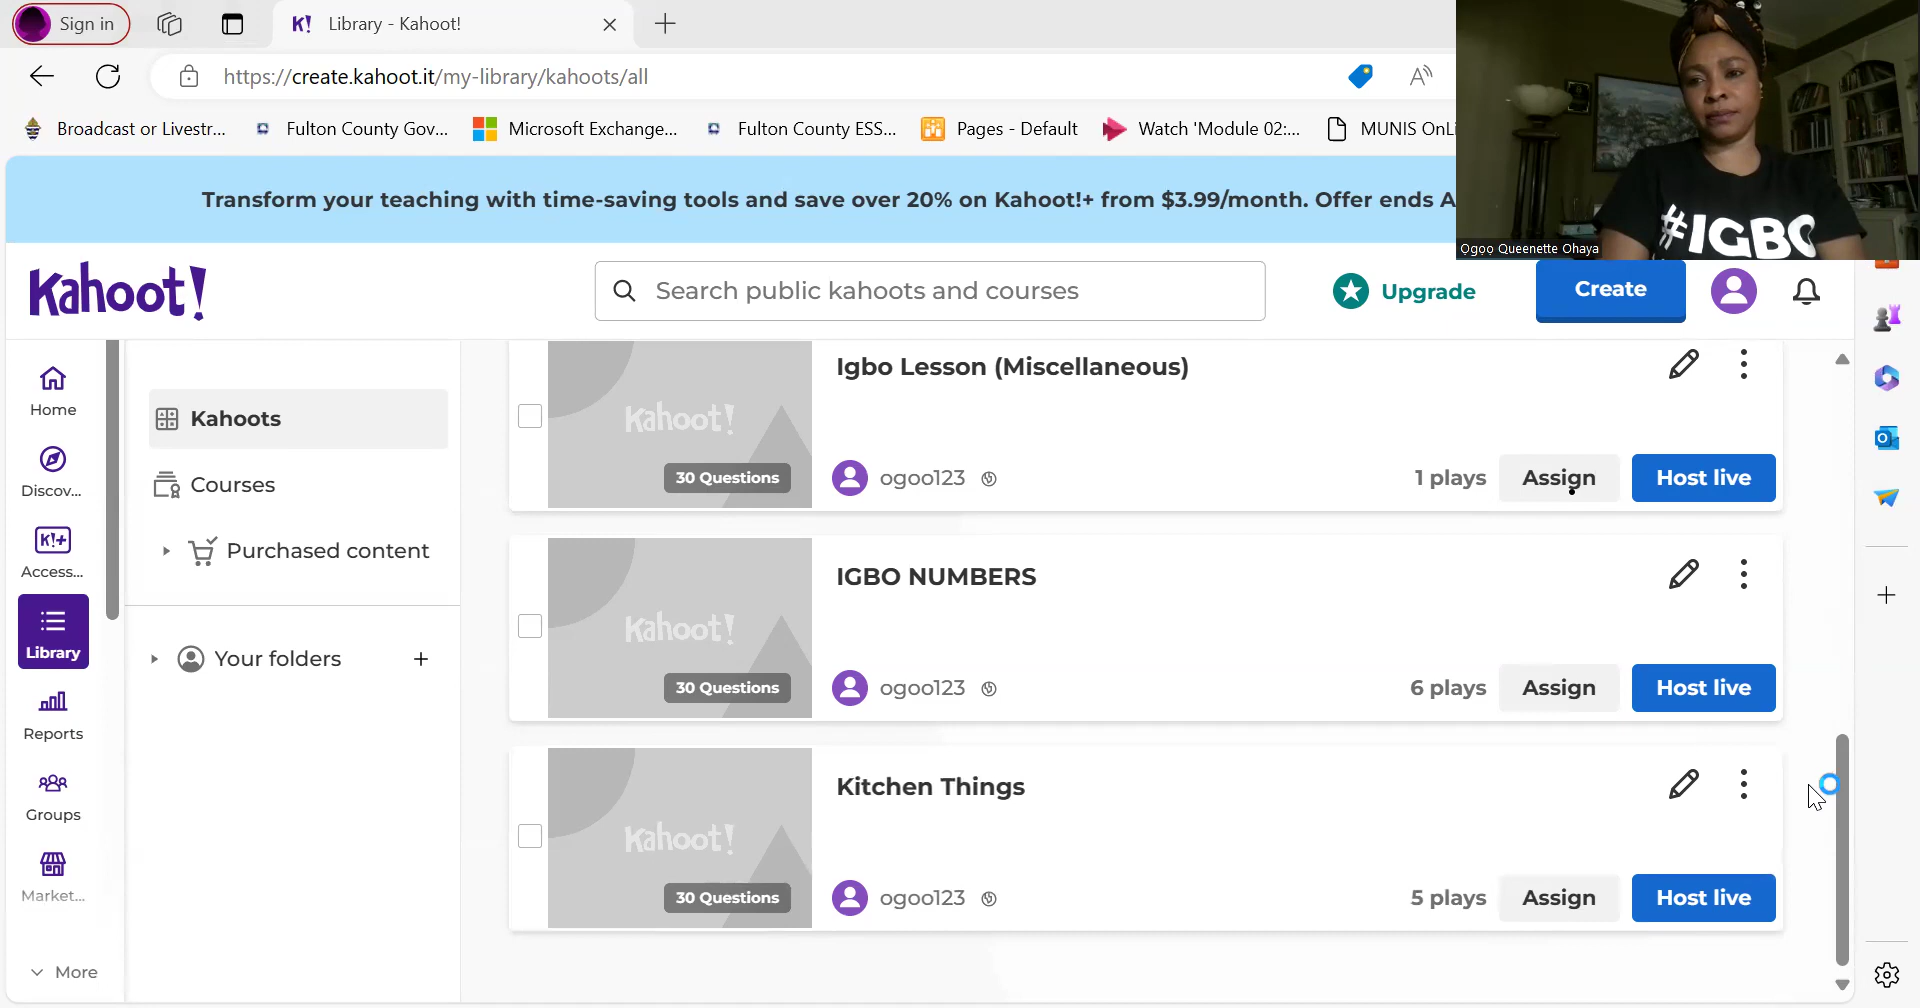 Sign in
Library - Kahoot!
https://create.kahoot.it/my-library/kahoots/all
Broadcast or Livestr...
Fulton County Gov...
Microsoft Exchange...
Fulton County ESS...
Pages - Default
Watch 'Module 02:...
MUNIS OnLi
Transform your teaching with time-saving tools and save over 20% on Kahoot!+ from $3.99/month. Offer ends A
#IGBO
Ọgọọ Queenette Ohaya
Kahoot!
Search public kahoots and courses
Upgrade
Create
Home
Discov...
K!+
Access...
Library
Reports
Groups
Market...
More
Kahoots
Courses
Purchased content
Your folders
Igbo Lesson (Miscellaneous)
Kahoot!
30 Questions
ogoo123
1 plays
Assign
Host live
IGBO NUMBERS
Kahoot!
30 Questions
ogoo123
6 plays
Assign
Host live
Kitchen Things
Kahoot!
30 Questions
ogoo123
5 plays
Assign
Host live